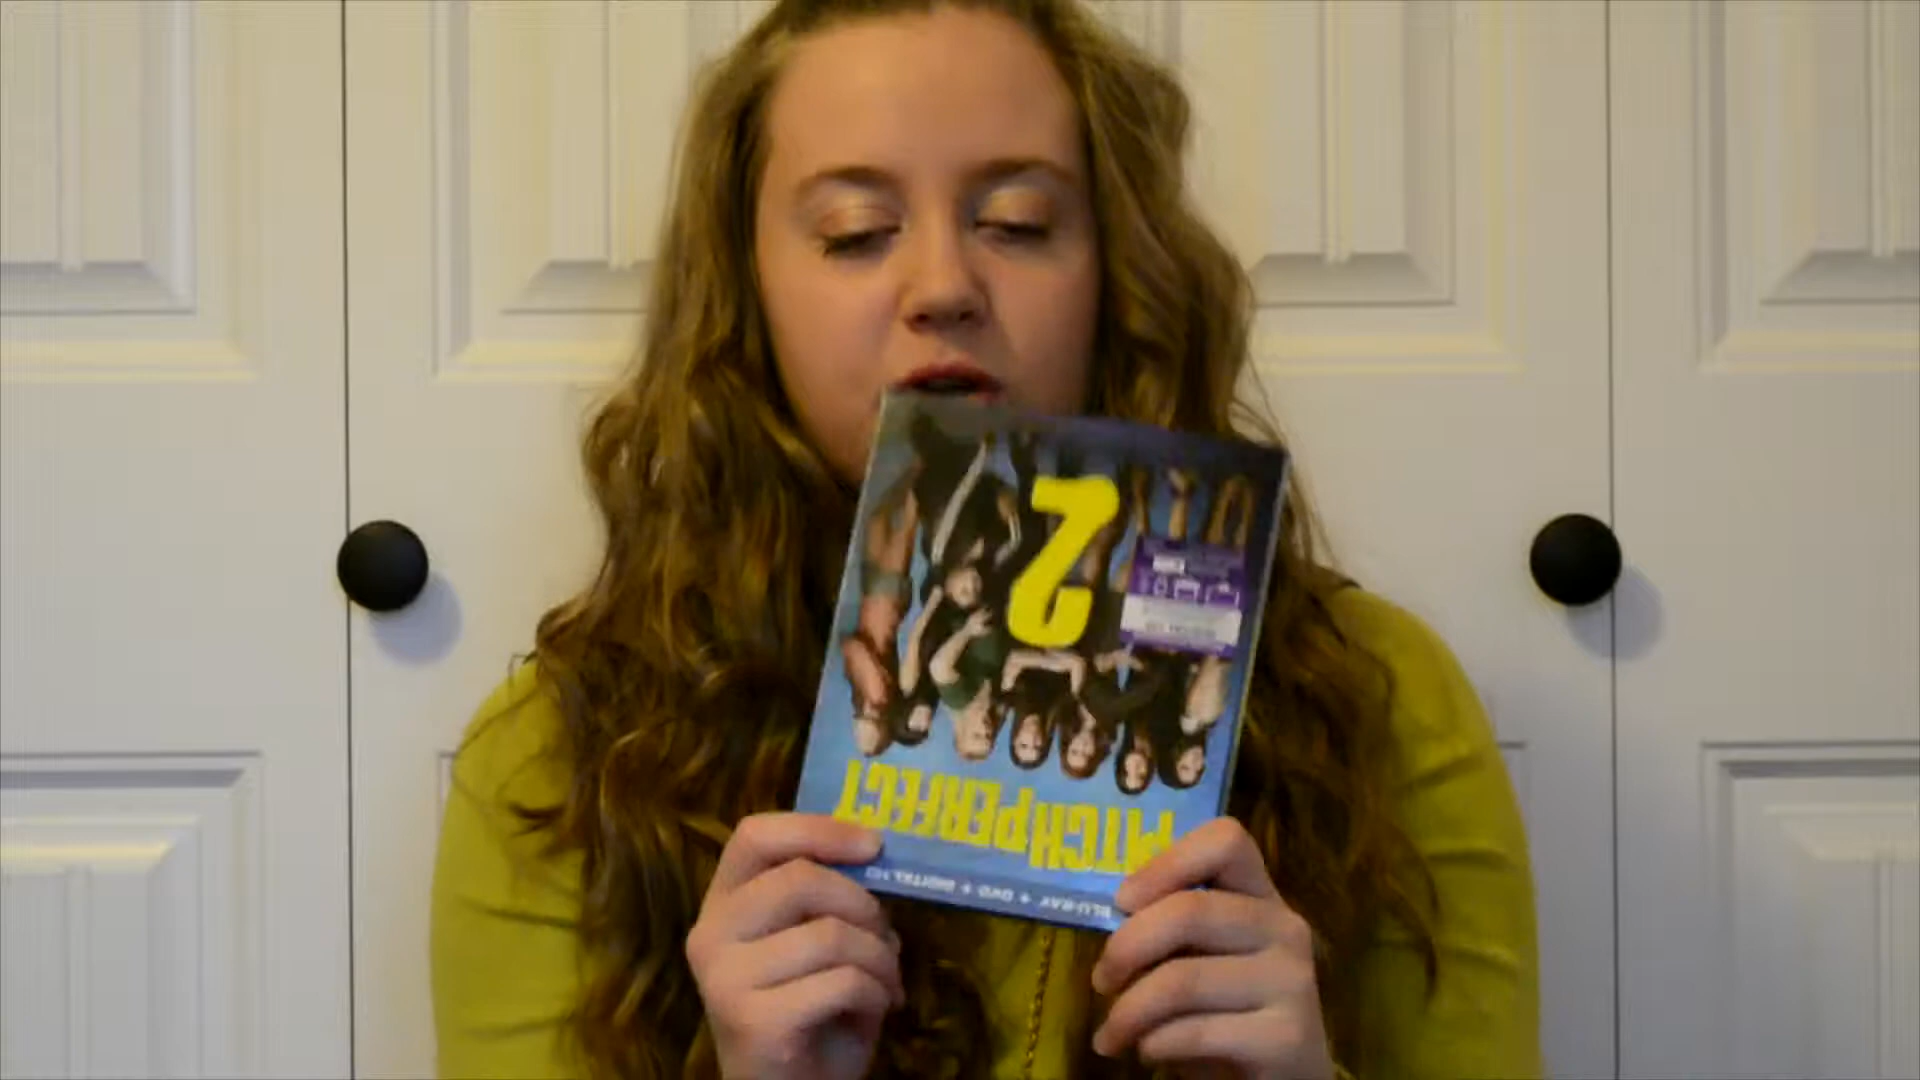 BLU-RAY + DVD + DIGITAL HD
PITCH PERFECT
2